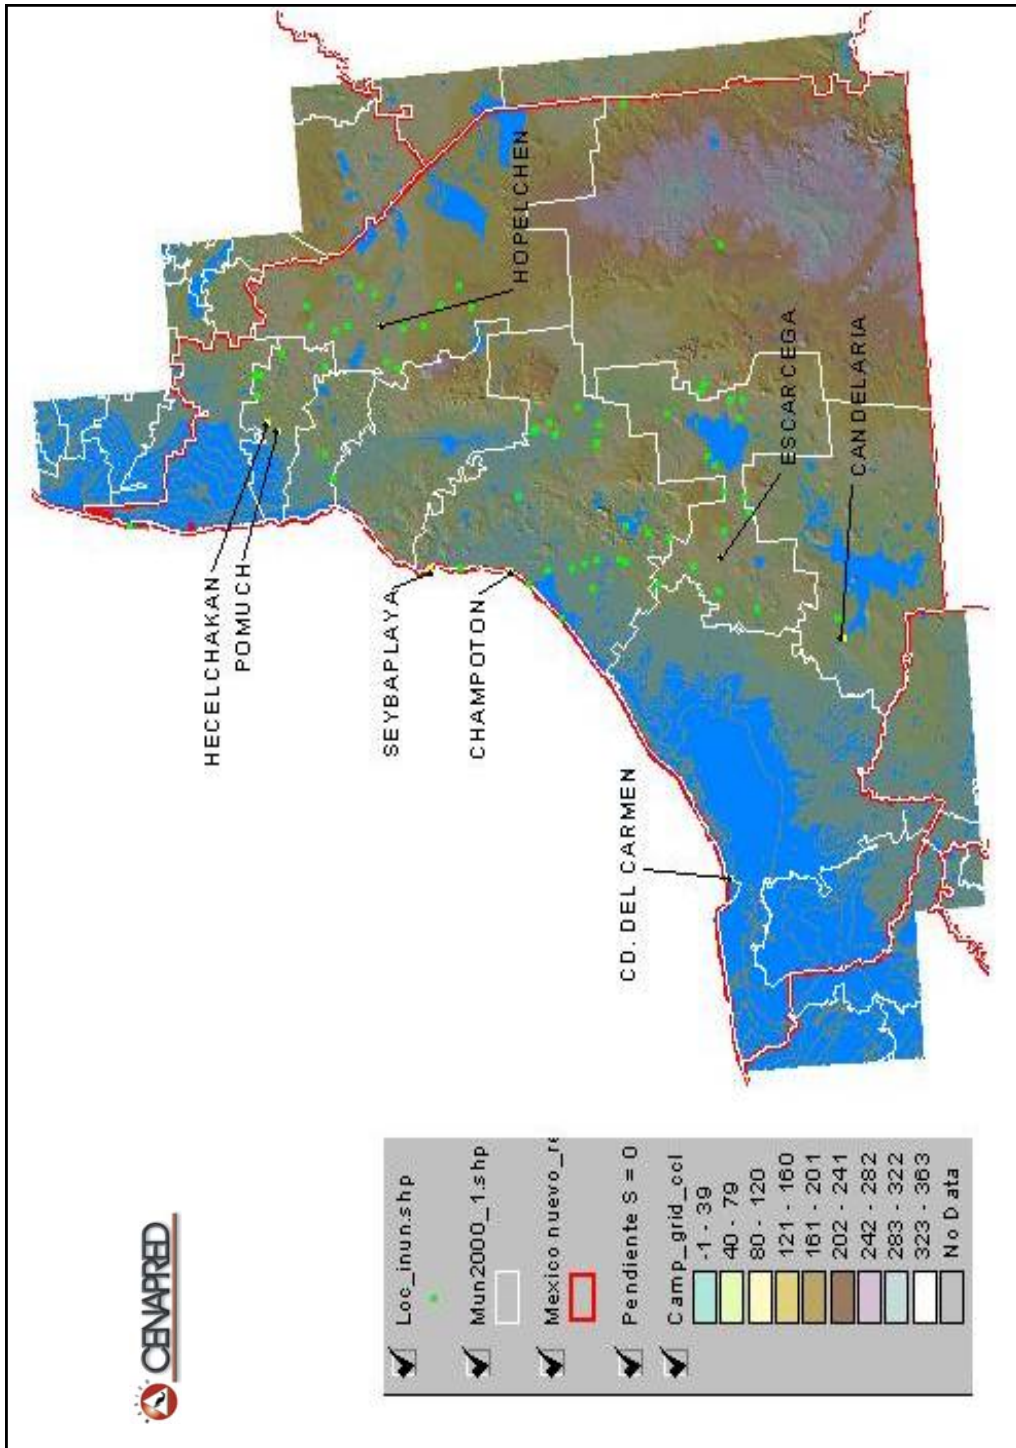 CENAPRED
HECELCHAKAN
POMUCH
SEYBAPLAYA
CHAMPOTON
CD. DEL CARMEN
HOPELCHEN
ESCARCEGA
CANDELARIA
Loc_inun.shp
Mun2000_1.shp
Mexico nuevo_re
Pendiente S = 0
Camp_grid_ccl
-1 - 39
40 - 79
80 - 120
121 - 160
161 - 201
202 - 241
242 - 282
283 - 322
323 - 363
No Data